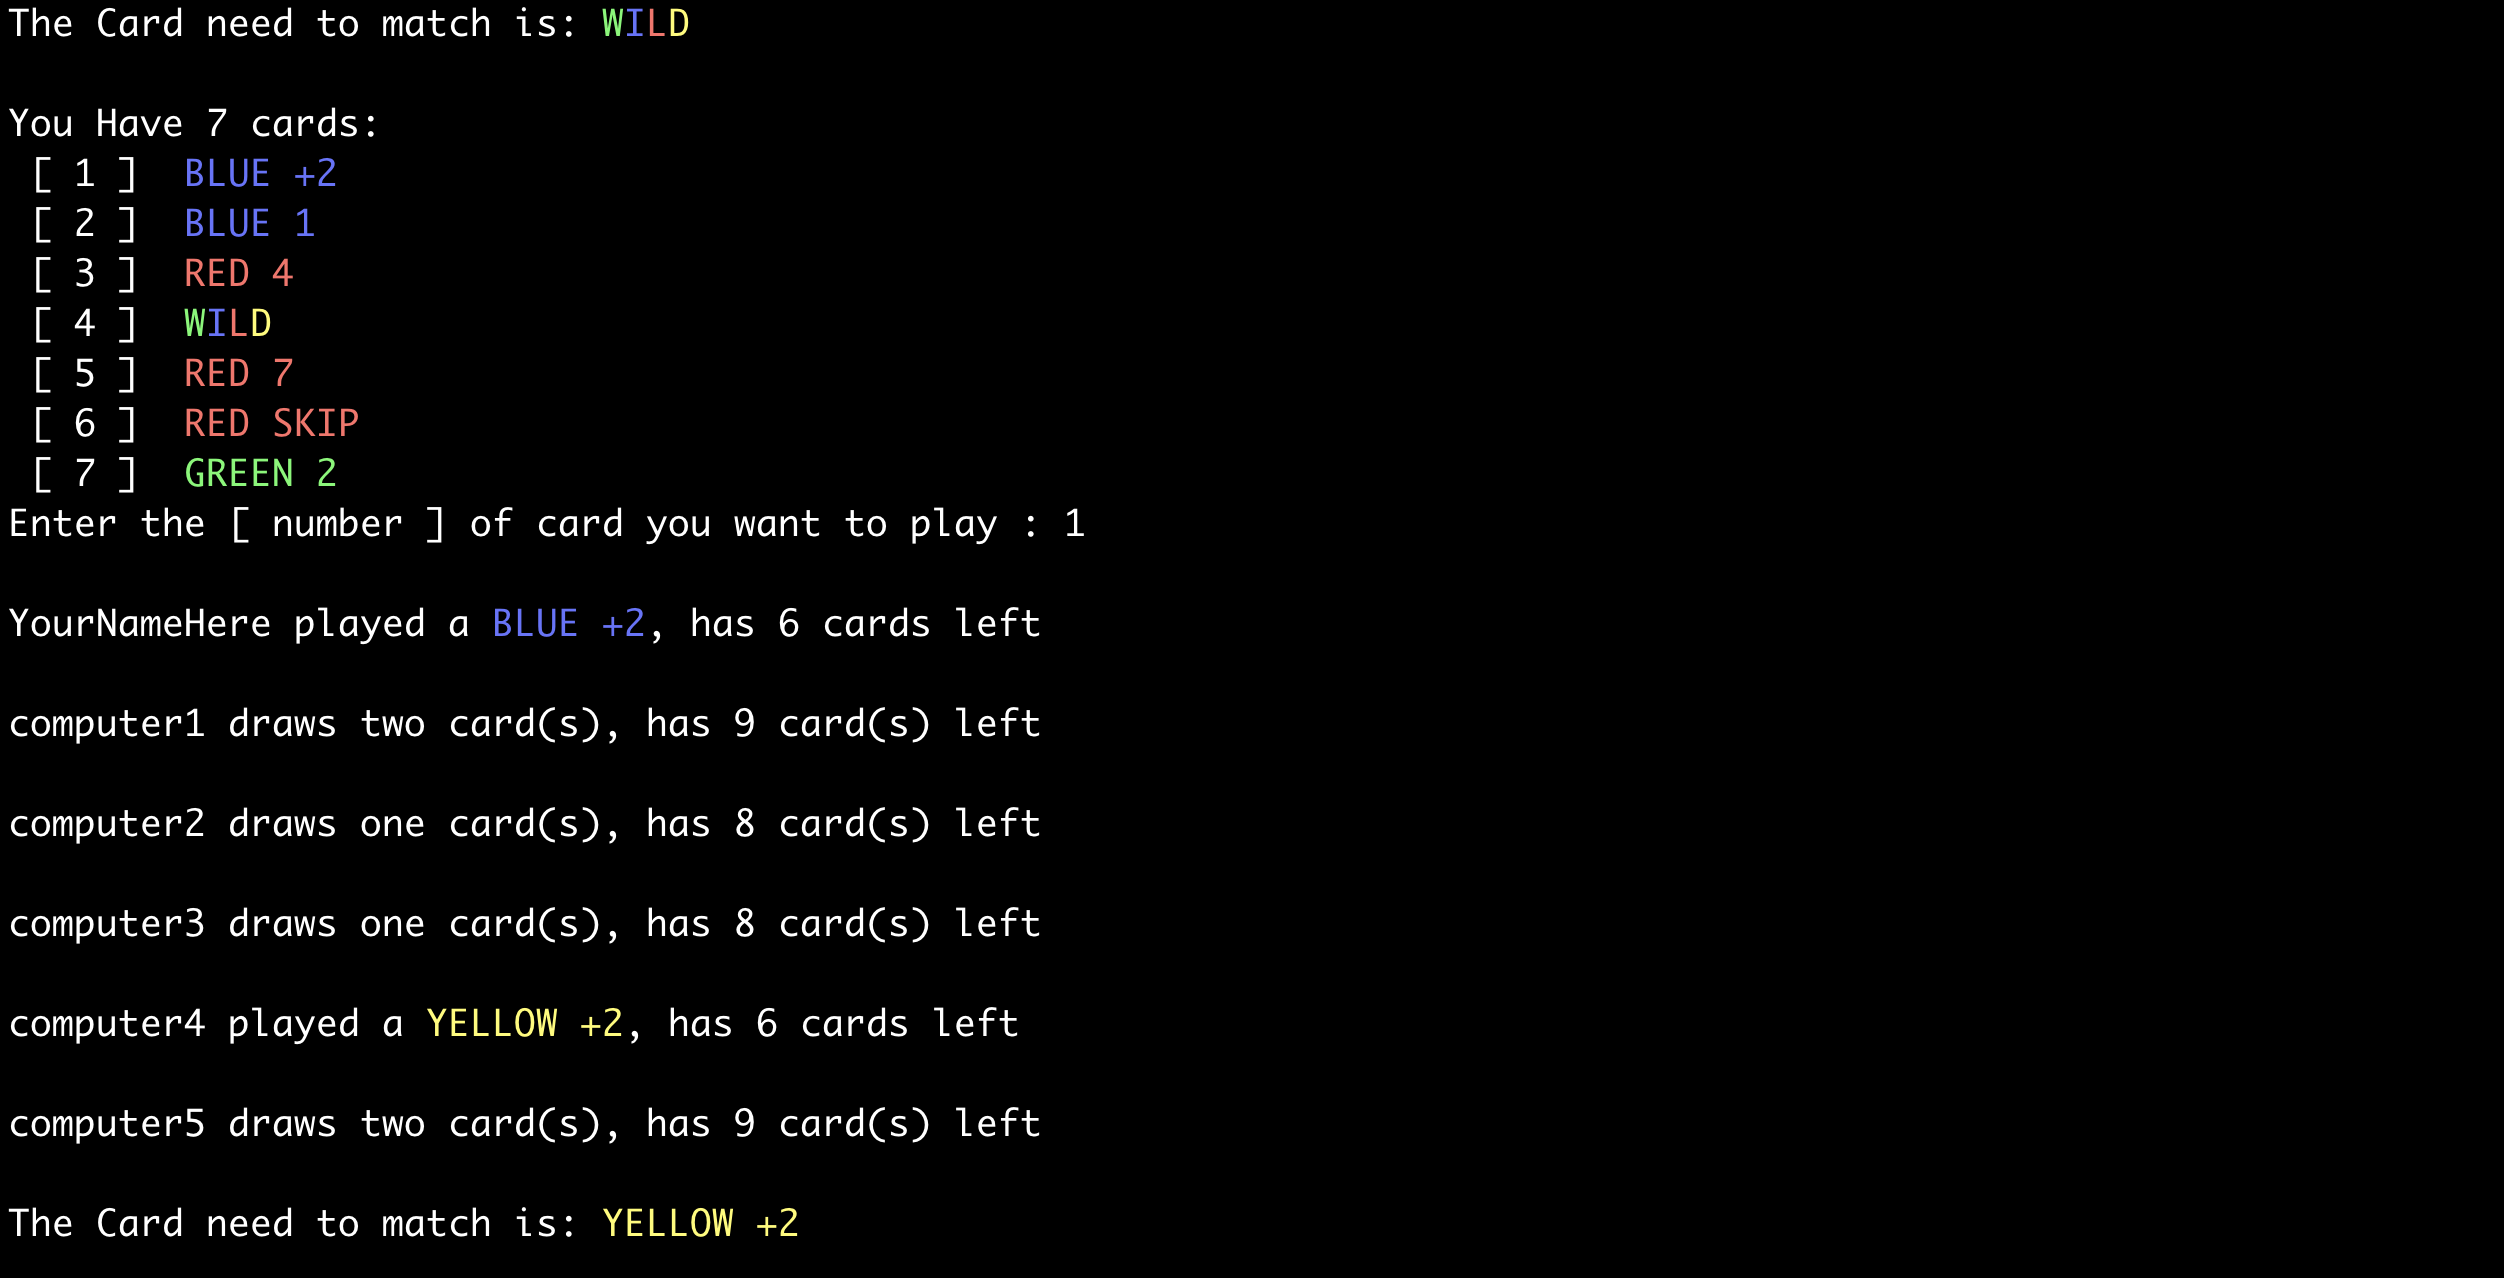 The Card need to match is: WILD
You Have 7 cards:
[ 1 ] BLUE +2
[ 2 ] BLUE 1
[ 3 ] RED 4
[ 4 ] WILD
[ 5 ] RED 7
[ 6 ] RED SKIP
[ 7 ] GREEN 2
Enter the [ number ] of card you want to play : 1
YourNameHere played a BLUE +2, has 6 cards left
computer1 draws two card(s), has 9 card(s) left
computer2 draws one card(s), has 8 card(s) left
computer3 draws one card(s), has 8 card(s) left
computer4 played a YELLOW +2, has 6 cards left
computer5 draws two card(s), has 9 card(s) left
The Card need to match is: YELLOW +2